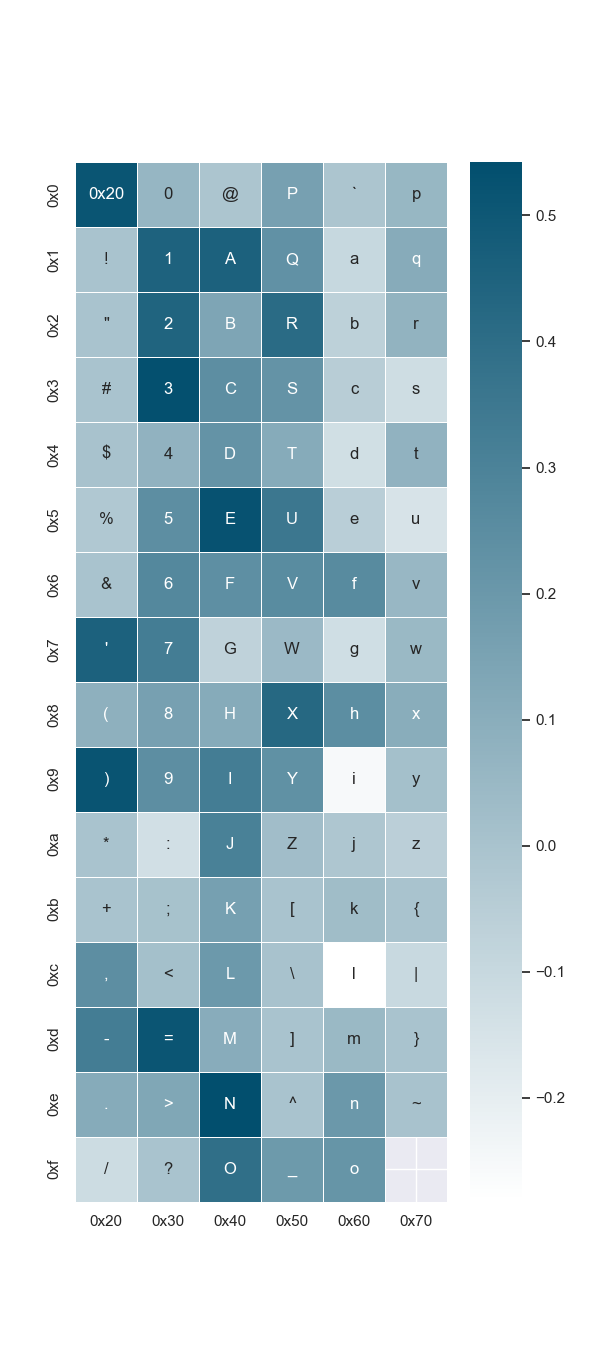 0x0 0x20 0 @ P ` p
0x1 ! 1 A Q a q
0x2 " 2 B R b r
0x3 # 3 C S c s
0x4 $ 4 D T d t
0x5 % 5 E U e u
0x6 & 6 F V f v
0x7 ' 7 G W g w
0x8 ( 8 H X h x
0x9 ) 9 I Y i y
0xa * : J Z j z
0xb + ; K [ k {
0xc , < L \ l |
0xd - = M ] m }
0xe . > N ^ n ~
0xf / ? O _ o
0x20 0x30 0x40 0x50 0x60 0x70
0.5
0.4
0.3
0.2
0.1
0.0
−0.1
−0.2